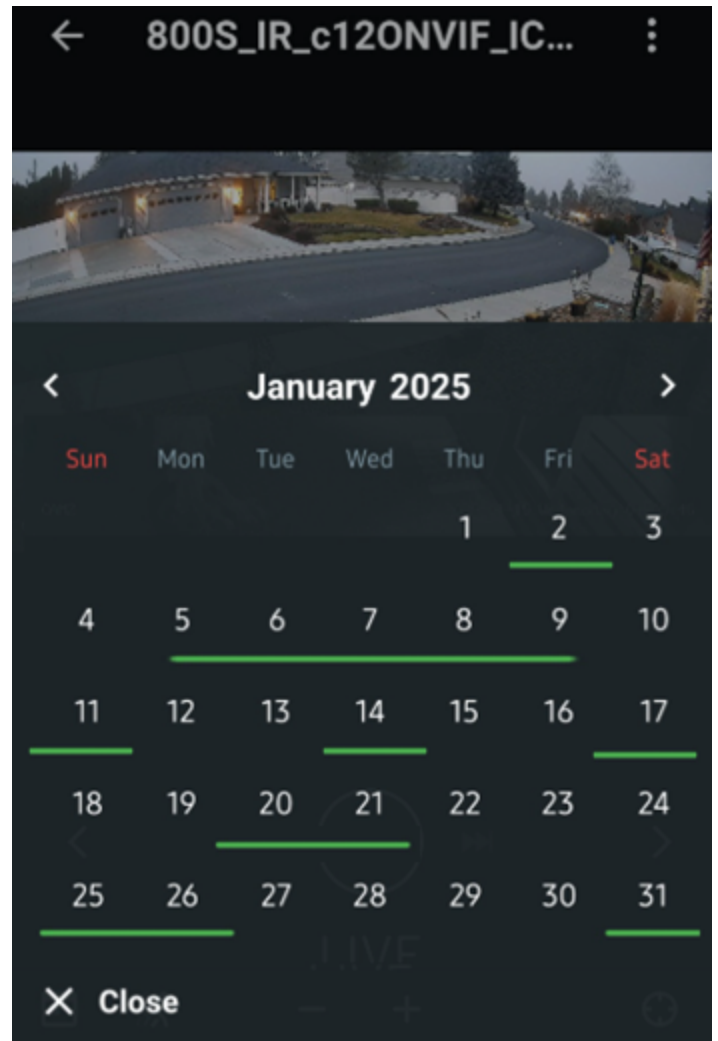 800S_IR_c12ONVIF_IC...
January 2025
Sun Mon Tue Wed Thu Fri Sat
1 2 3
4 5 6 7 8 9 10
11 12 13 14 15 16 17
18 19 20 21 22 23 24
25 26 27 28 29 30 31
LIVE
Close